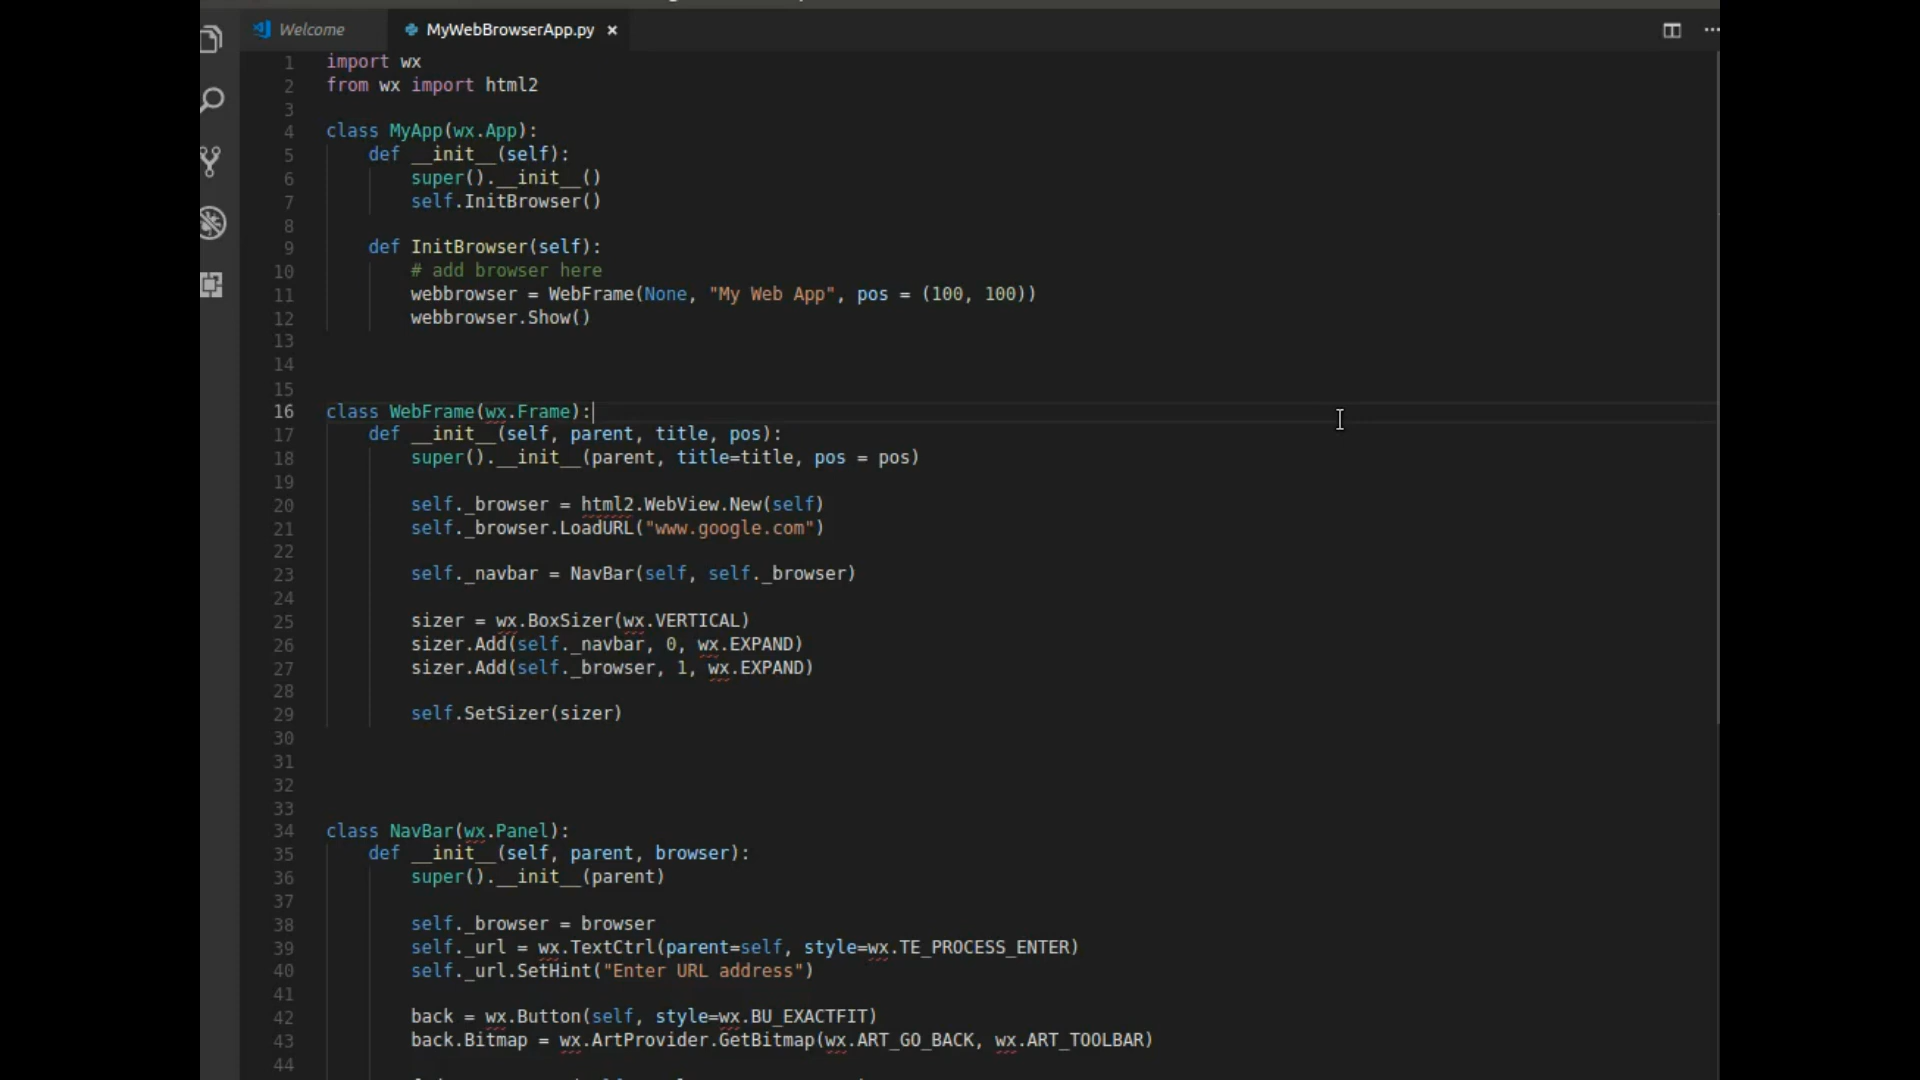 Welcome
MyWebBrowserApp.py ×
1 import wx
2 from wx import html2
3
4 class MyApp(wx.App):
5 def __init__(self):
6 super().__init__()
7 self.InitBrowser()
8
9 def InitBrowser(self):
10 # add browser here
11 webbrowser = WebFrame(None, "My Web App", pos = (100, 100))
12 webbrowser.Show()
13
14
15
16 class WebFrame(wx.Frame):
17 def __init__(self, parent, title, pos):
18 super().__init__(parent, title=title, pos = pos)
19
20 self._browser = html2.WebView.New(self)
21 self._browser.LoadURL("www.google.com")
22
23 self._navbar = NavBar(self, self._browser)
24
25 sizer = wx.BoxSizer(wx.VERTICAL)
26 sizer.Add(self._navbar, 0, wx.EXPAND)
27 sizer.Add(self._browser, 1, wx.EXPAND)
28
29 self.SetSizer(sizer)
30
31
32
33
34 class NavBar(wx.Panel):
35 def __init__(self, parent, browser):
36 super().__init__(parent)
37
38 self._browser = browser
39 self._url = wx.TextCtrl(parent=self, style=wx.TE_PROCESS_ENTER)
40 self._url.SetHint("Enter URL address")
41
42 back = wx.Button(self, style=wx.BU_EXACTFIT)
43 back.Bitmap = wx.ArtProvider.GetBitmap(wx.ART_GO_BACK, wx.ART_TOOLBAR)
44